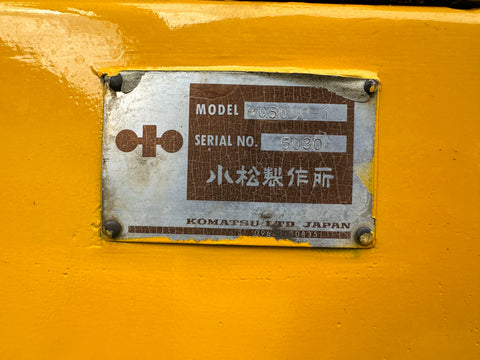 MODEL
SERIAL NO. 5030
小松製作所
KOMATSU LTD. JAPAN